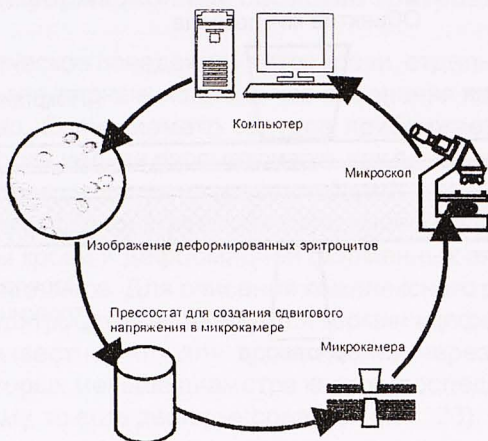 Компьютер
Микроскоп
Изображение деформированных эритроцитов
Прессостат для создания сдвигового
напряжения в микрокамере
Микрокамера